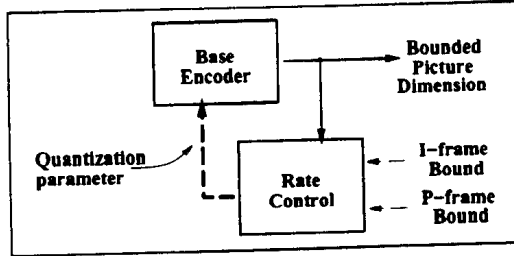 Base
Encoder
Bounded
Picture
Dimension
Quantization
parameter
Rate
Control
I-frame
Bound
P-frame
Bound